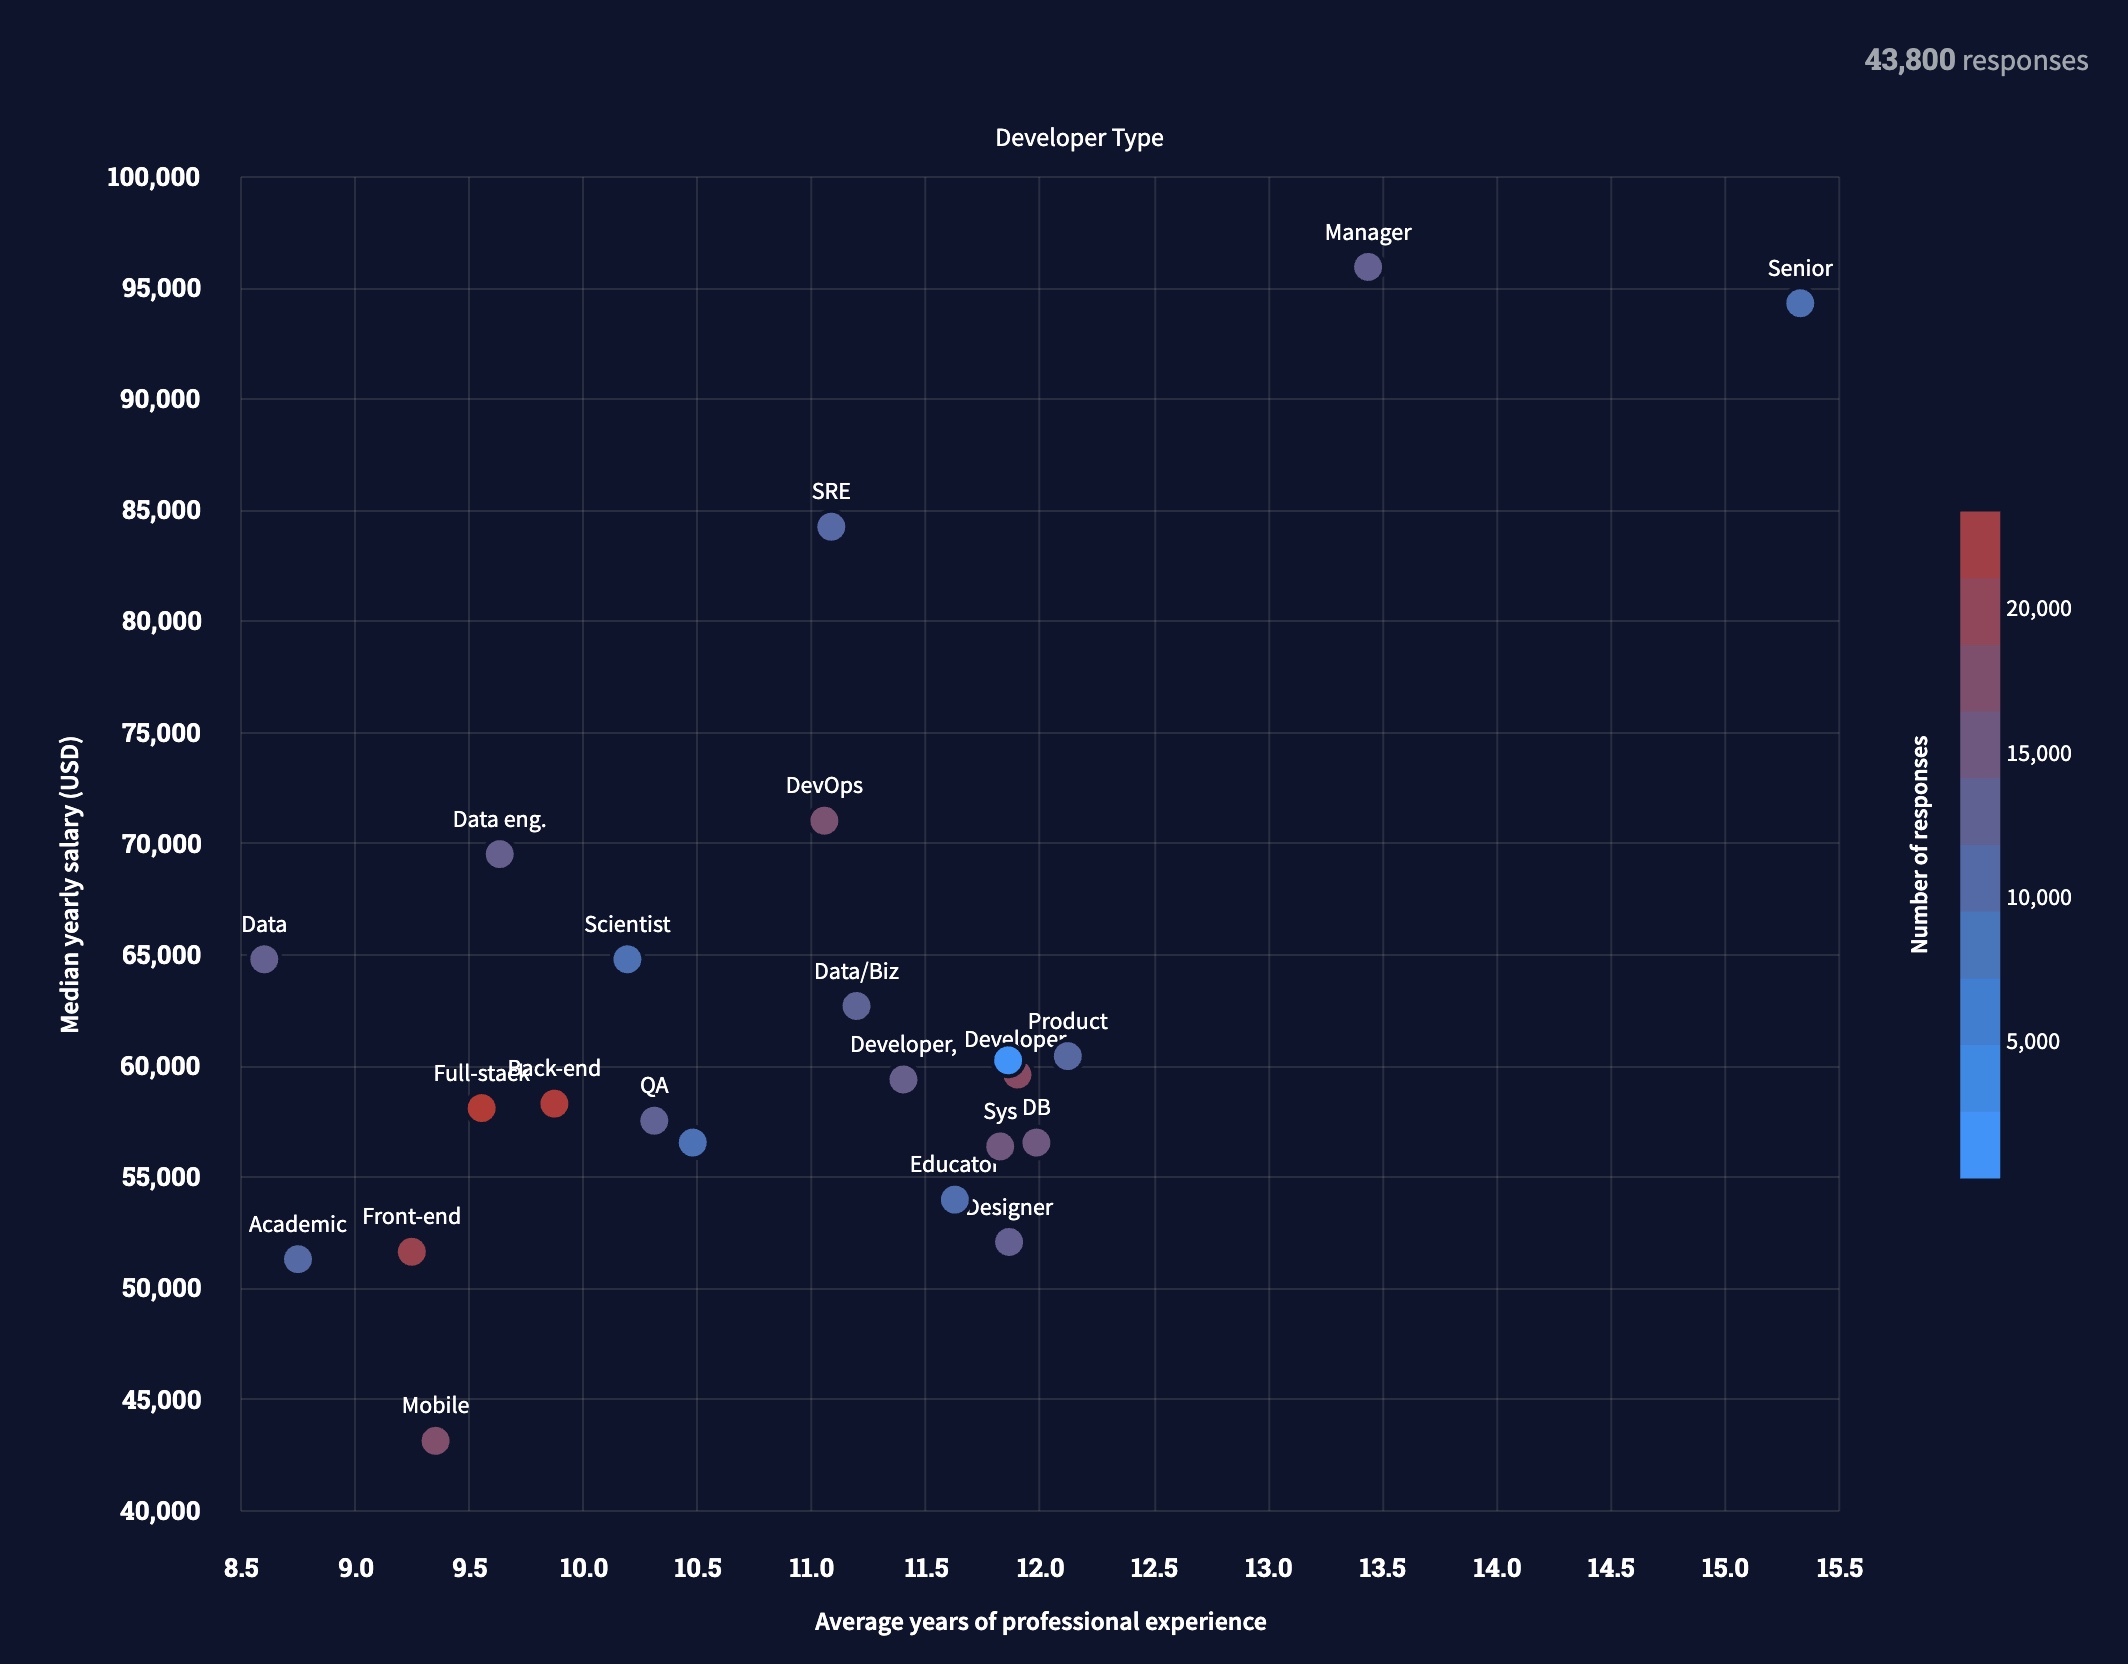 43,800 responses
Developer Type
100,000
95,000
90,000
85,000
80,000
75,000
70,000
65,000
60,000
55,000
50,000
45,000
40,000
Median yearly salary (USD)
Manager
Senior
SRE
DevOps
Data eng.
Data
Scientist
Data/Biz
Product
Developer,
Developer,
Full-stack
Back-end
QA
Sys
DB
Educator
Designer
Academic
Front-end
Mobile
8.5
9.0
9.5
10.0
10.5
11.0
11.5
12.0
12.5
13.0
13.5
14.0
14.5
15.0
15.5
Average years of professional experience
Number of responses
20,000
15,000
10,000
5,000